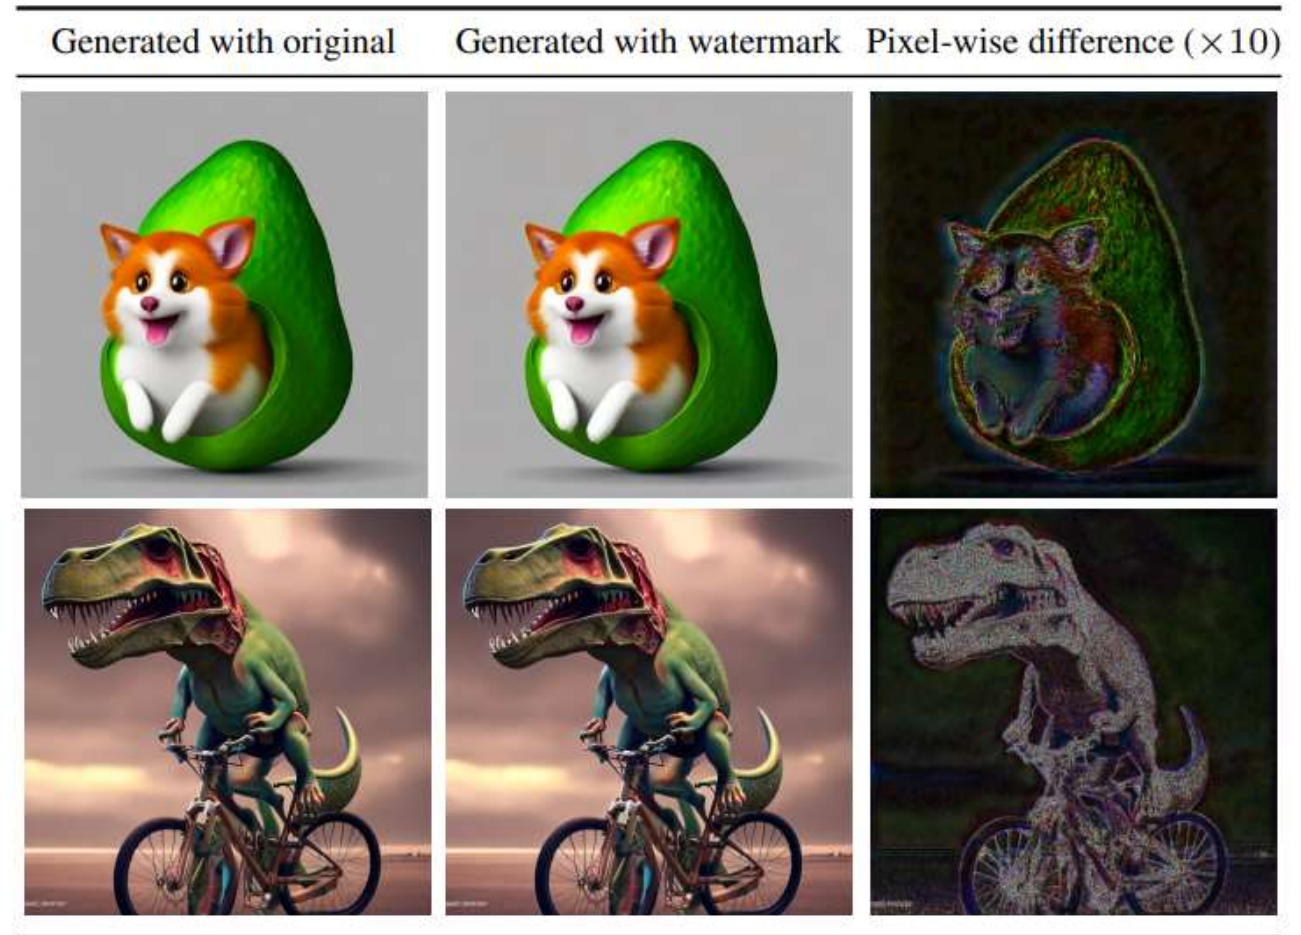 Generated with original
Generated with watermark
Pixel-wise difference (×10)